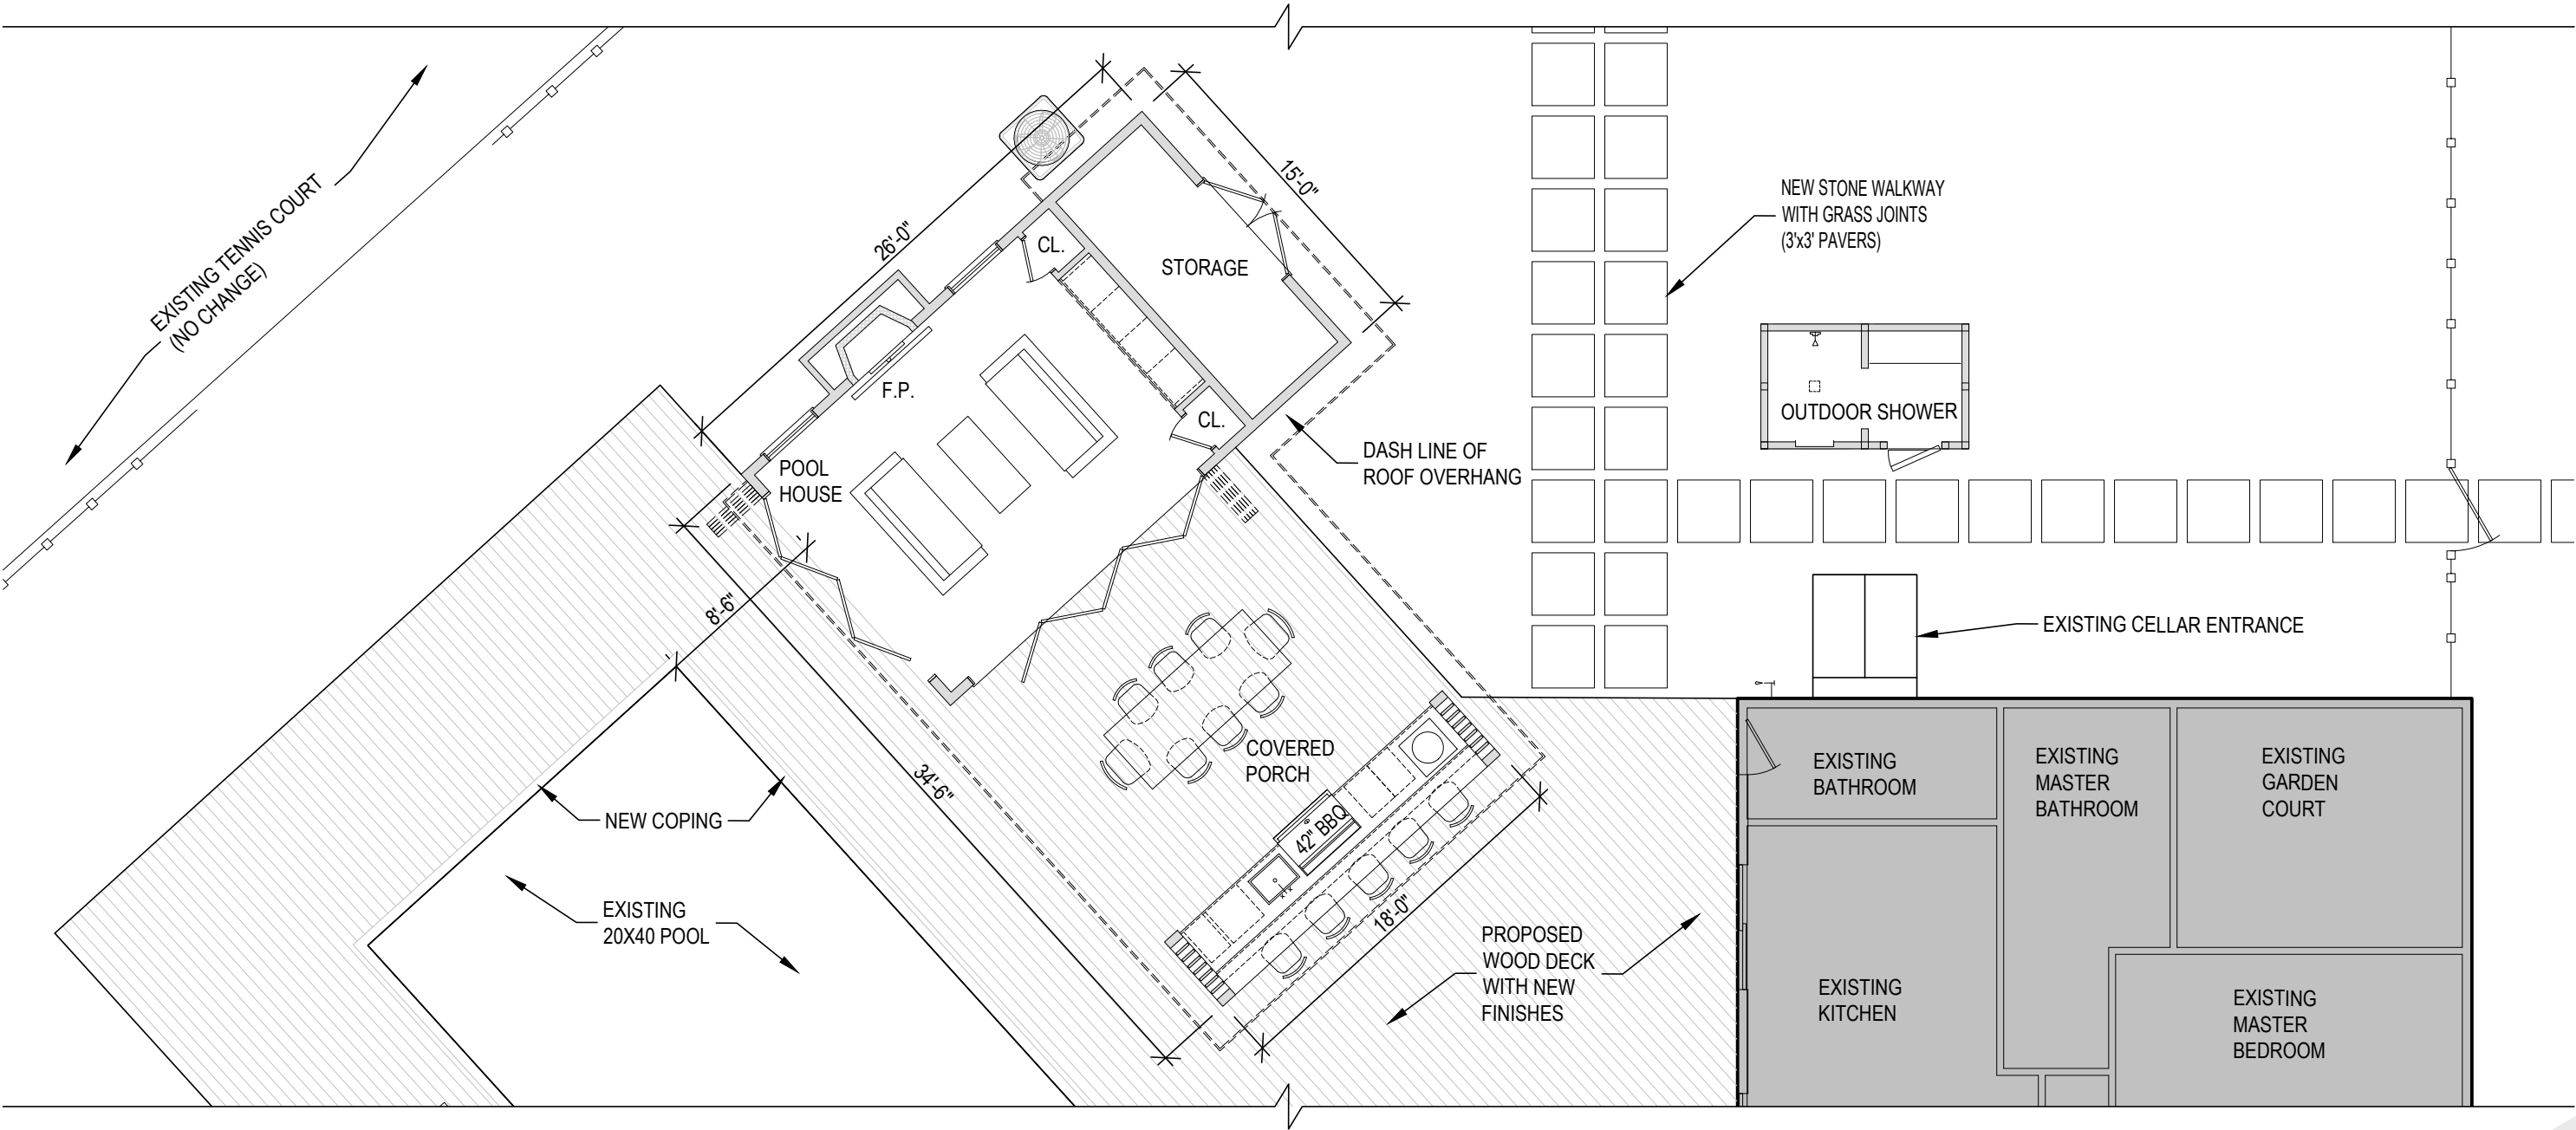 EXISTING TENNIS COURT
(NO CHANGE)
26'-0"
15'-0"
CL.
STORAGE
F.P.
CL.
POOL
HOUSE
DASH LINE OF
ROOF OVERHANG
NEW STONE WALKWAY
WITH GRASS JOINTS
(3'x3' PAVERS)
OUTDOOR SHOWER
8'-6"
EXISTING CELLAR ENTRANCE
COVERED
PORCH
34'-6"
42" BBQ
18'-0"
NEW COPING
EXISTING
20X40 POOL
PROPOSED
WOOD DECK
WITH NEW
FINISHES
EXISTING
BATHROOM
EXISTING
MASTER
BATHROOM
EXISTING
GARDEN
COURT
EXISTING
KITCHEN
EXISTING
MASTER
BEDROOM